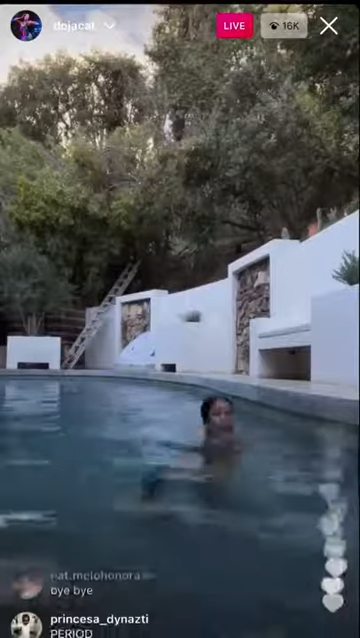 dojacat
LIVE
16K
bye bye
princesa_dynazti
PERIOD